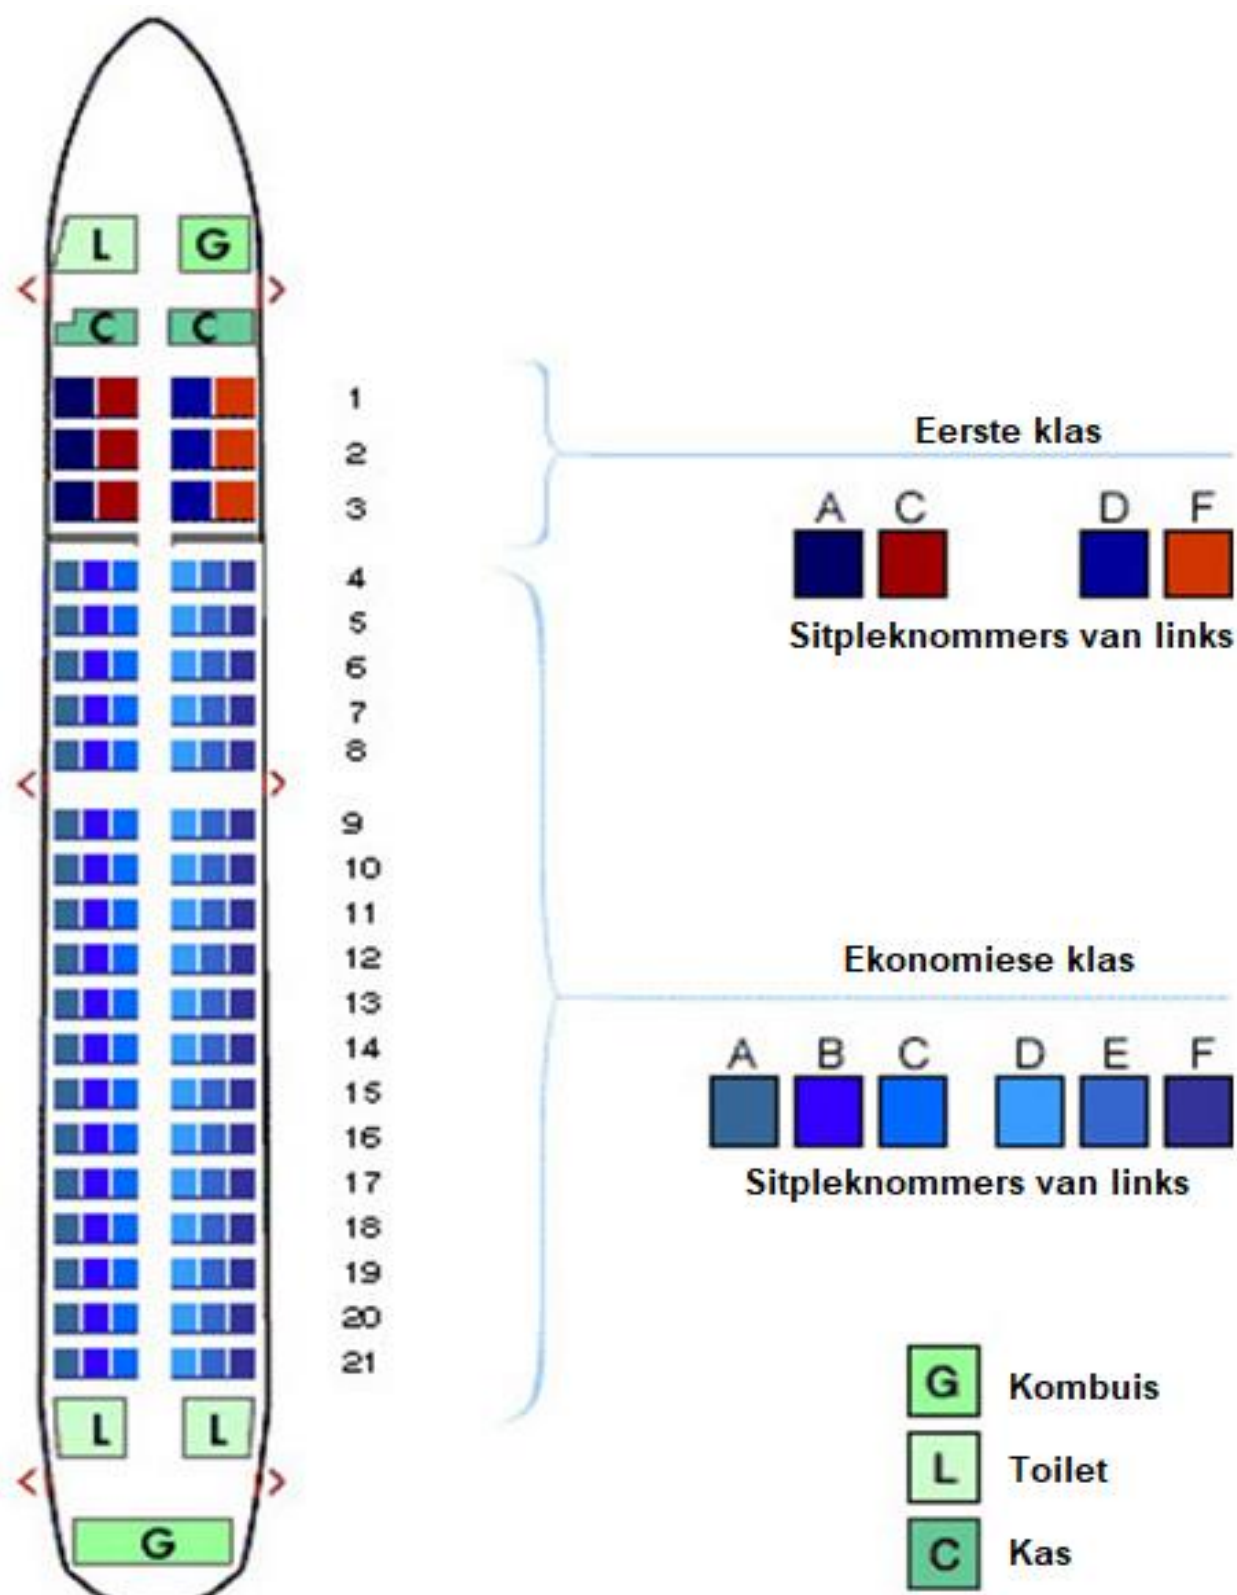 L G
< >
C C
1
2
3
4
5
6
7
8
< >
9
10
11
12
13
14
15
16
17
18
19
20
21
L L
< >
G
Eerste klas
A C D F
Sitpleknommers van links
Ekonomiese klas
A B C D E F
Sitpleknommers van links
G Kombuis
L Toilet
C Kas